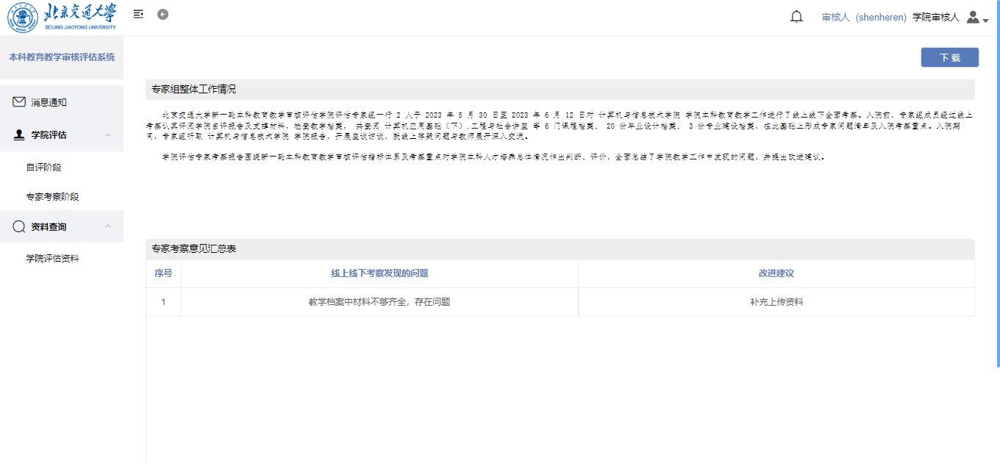 北京交通大学
BEIJING JIAOTONG UNIVERSITY
审核人 (shenheren) 学院审核人
本科教育教学审核评估系统
下 载
消息通知
学院评估
自评阶段
专家考察阶段
资料查询
学院评估资料
专家组整体工作情况
北京交通大学新一轮本科教育教学审核评估学院评估专家组一行 2 人于 2023 年 5 月 30 日至 2023 年 6 月 12 日对 计算机与信息技术学院 学院本科教育教学工作进行了线上线下全面考察。入院前，专家组成员经过线上
考察认真评阅学院自评报告及支撑材料，检查教学档案， 共查阅 计算机应用基础（下）,工程与社会讲座 等 6 门课程档案、 20 份毕业设计档案、 3 份专业建设档案，在此基础上形成专家问题清单及入院考察重点。入院期
间，专家组听取 计算机与信息技术学院 学院报告，开展座谈访谈，就线上存疑问题与教师展开深入交流。
学院评估专家考察报告围绕新一轮本科教育教学审核评估指标体系及考察重点对学院本科人才培养总体情况作出判断、评价，全面总结了学院教学工作中发现的问题，并提出改进建议。
专家考察意见汇总表
序号 线上线下考察发现的问题 改进建议
1 教学档案中材料不够齐全，存在问题 补充上传资料